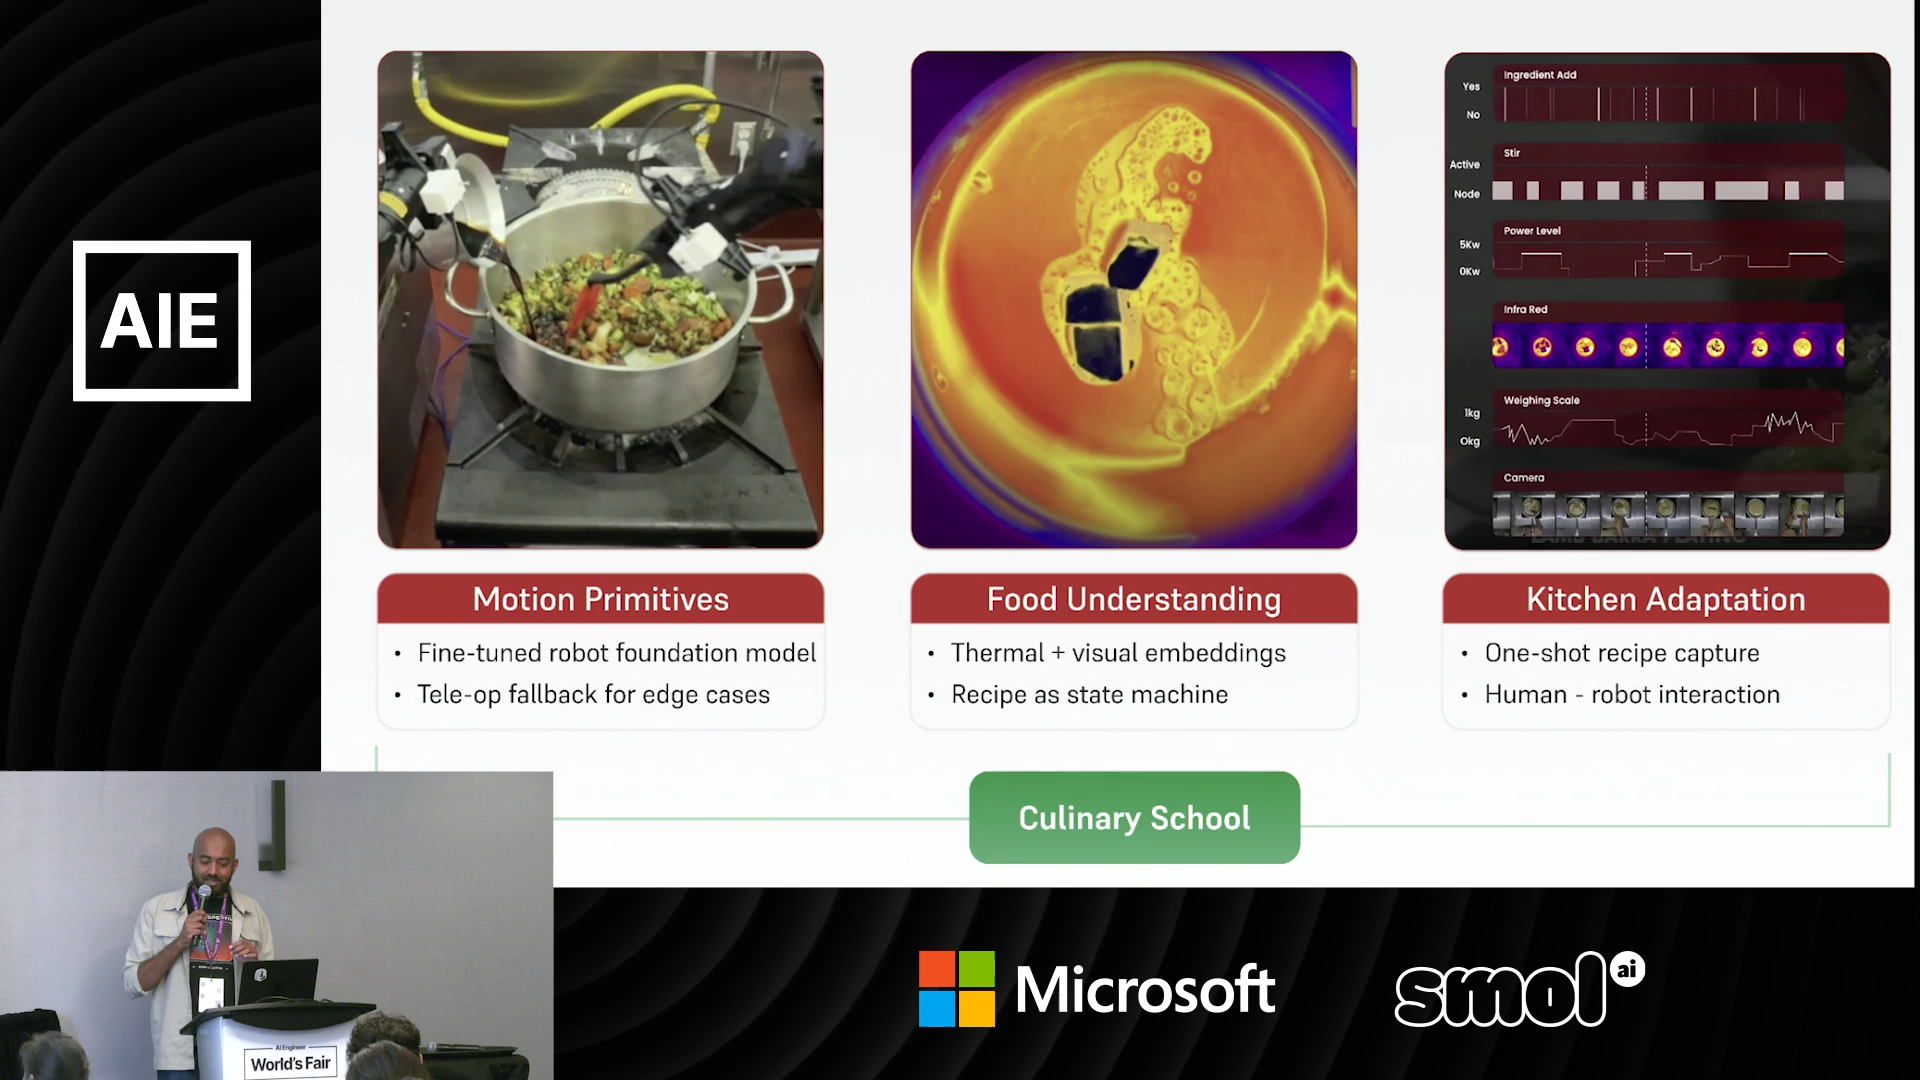 AIE
Ingredient Add
Yes
No
Stir
Active
Node
Power Level
5Kw
0Kw
Infra Red
Weighing Scale
1kg
0kg
Camera
Motion Primitives
• Fine-tuned robot foundation model
• Tele-op fallback for edge cases
Food Understanding
• Thermal + visual embeddings
• Recipe as state machine
Kitchen Adaptation
• One-shot recipe capture
• Human - robot interaction
Culinary School
AI Engineer
World's Fair
Microsoft
smol ai